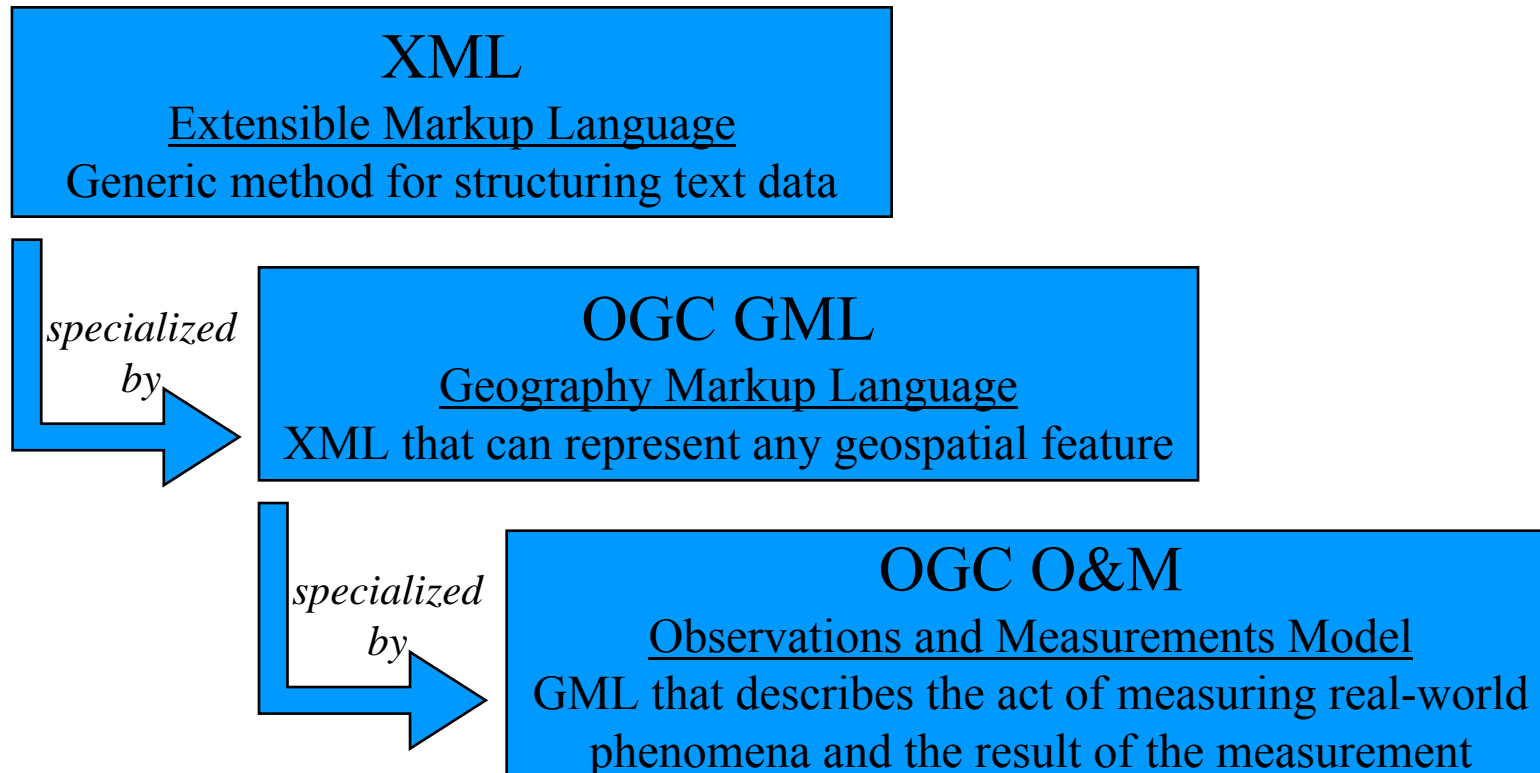 XML
Extensible Markup Language
Generic method for structuring text data
specialized
by
OGC GML
Geography Markup Language
XML that can represent any geospatial feature
specialized
by
OGC O&M
Observations and Measurements Model
GML that describes the act of measuring real-world
phenomena and the result of the measurement